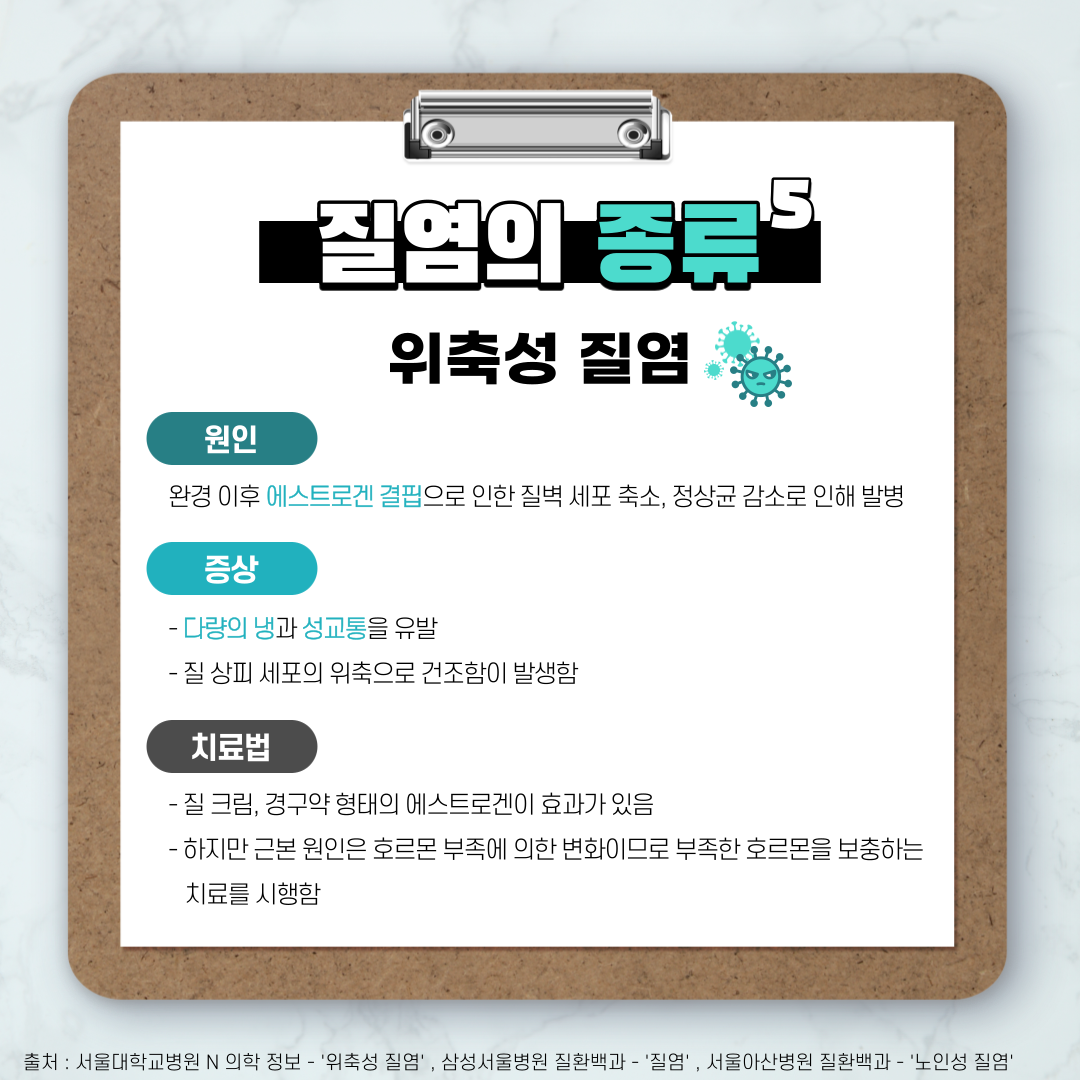 질염의 종류 5
위축성 질염
원인
완경 이후 에스트로겐 결핍으로 인한 질벽 세포 축소, 정상균 감소로 인해 발병
증상
- 다량의 냉과 성교통을 유발
- 질 상피 세포의 위축으로 건조함이 발생함
치료법
- 질 크림, 경구약 형태의 에스트로겐이 효과가 있음
- 하지만 근본 원인은 호르몬 부족에 의한 변화이므로 부족한 호르몬을 보충하는
치료를 시행함
출처 : 서울대학교병원 N 의학 정보 - '위축성 질염' , 삼성서울병원 질환백과 - '질염' , 서울아산병원 질환백과 - '노인성 질염'